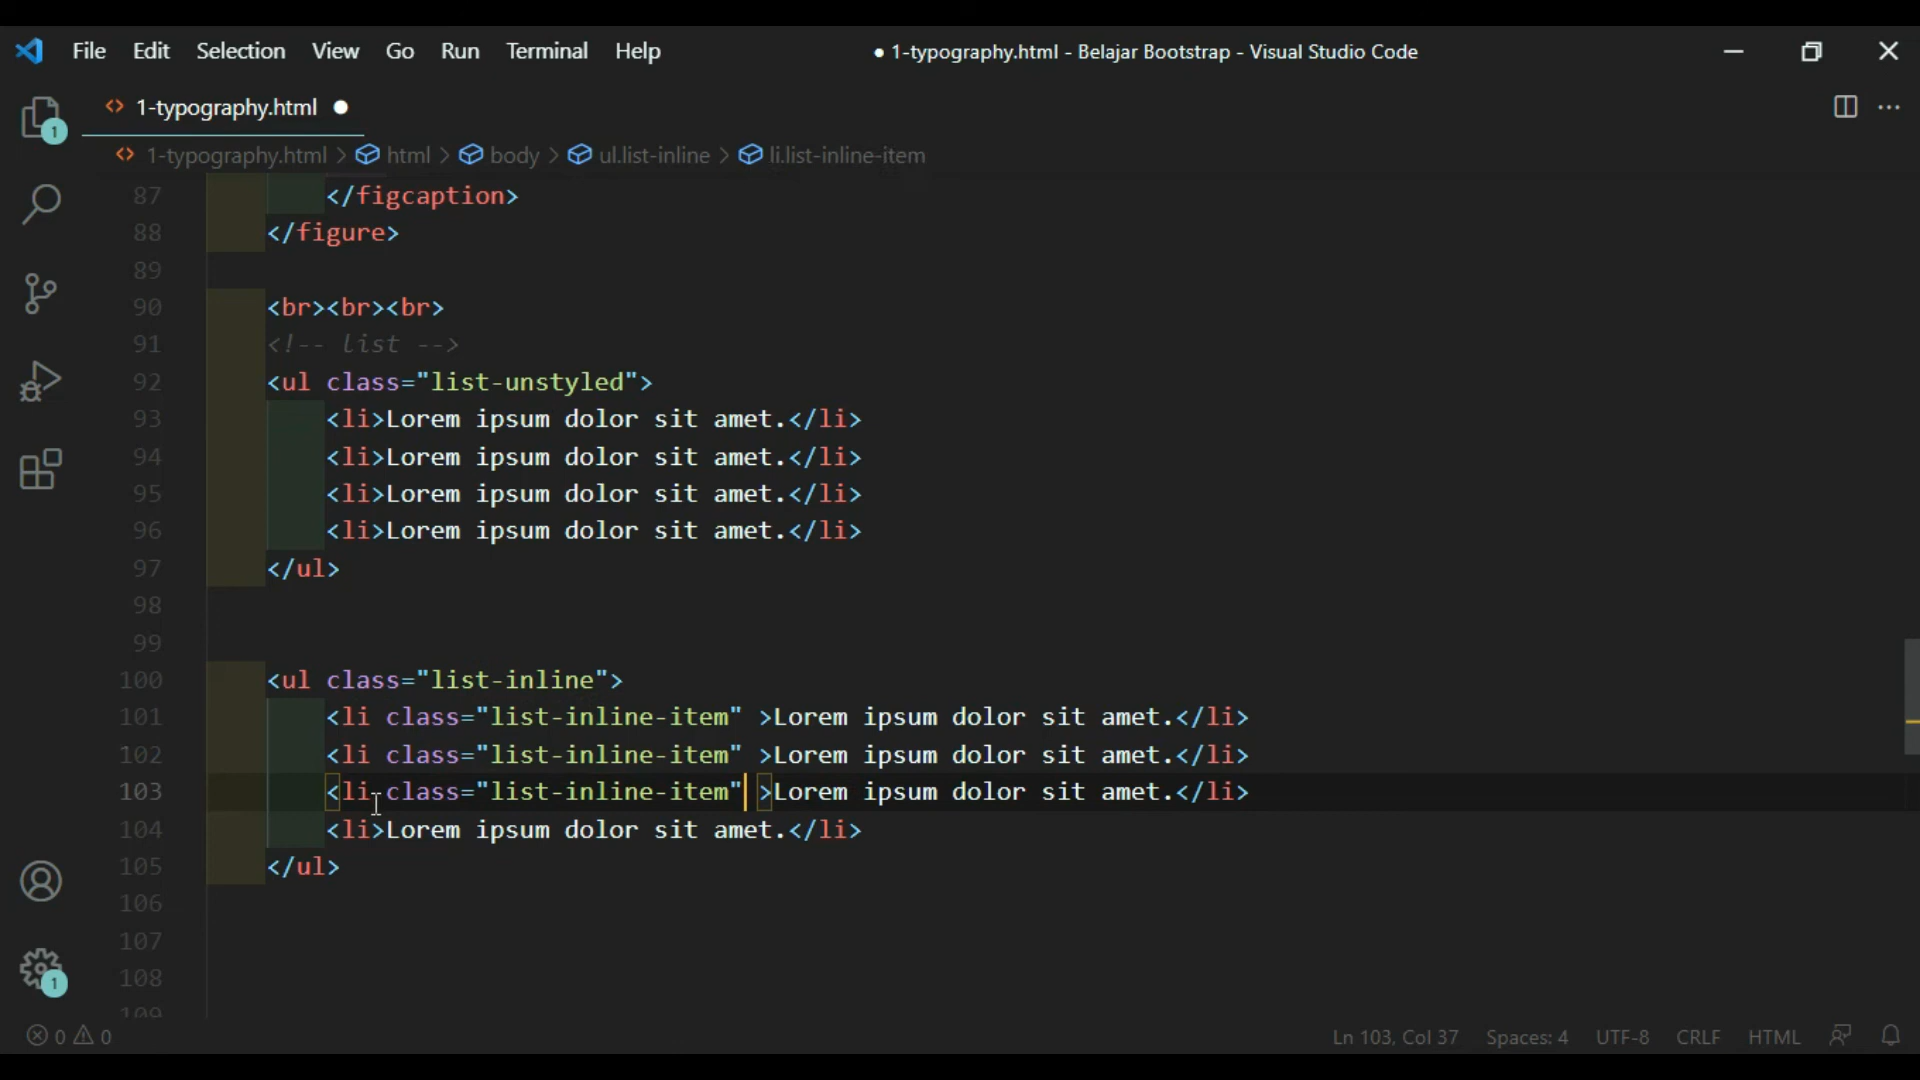 File Edit Selection View Go Run Terminal Help
● 1-typography.html - Belajar Bootstrap - Visual Studio Code
<> 1-typography.html ●
<> 1-typography.html > html > body > ul.list-inline > li.list-inline-item
1
87 </figcaption>
88 </figure>
89
90 <br><br><br>
91 <!-- list -->
92 <ul class="list-unstyled">
93 <li>Lorem ipsum dolor sit amet.</li>
94 <li>Lorem ipsum dolor sit amet.</li>
95 <li>Lorem ipsum dolor sit amet.</li>
96 <li>Lorem ipsum dolor sit amet.</li>
97 </ul>
98
99
100 <ul class="list-inline">
101 <li class="list-inline-item" >Lorem ipsum dolor sit amet.</li>
102 <li class="list-inline-item" >Lorem ipsum dolor sit amet.</li>
103 <li class="list-inline-item" >Lorem ipsum dolor sit amet.</li>
104 <li>Lorem ipsum dolor sit amet.</li>
105 </ul>
106
107
108
109
1
0 0 Ln 103, Col 37 Spaces: 4 UTF-8 CRLF HTML